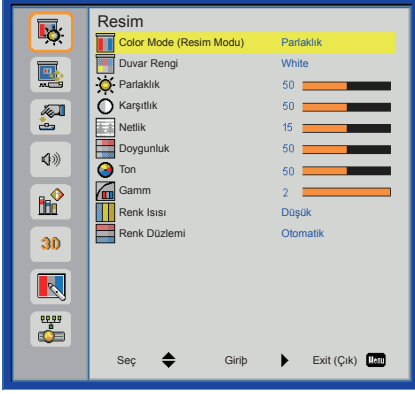 Resim
Color Mode (Resim Modu) Parlaklık
Duvar Rengi White
Parlaklık 50
Karşıtlık 50
Netlik 15
Doygunluk 50
Ton 50
Gamm 2
Renk Isısı Düşük
Renk Düzlemi Otomatik
3D
Seç Giriþ Exit (Çık) Menu